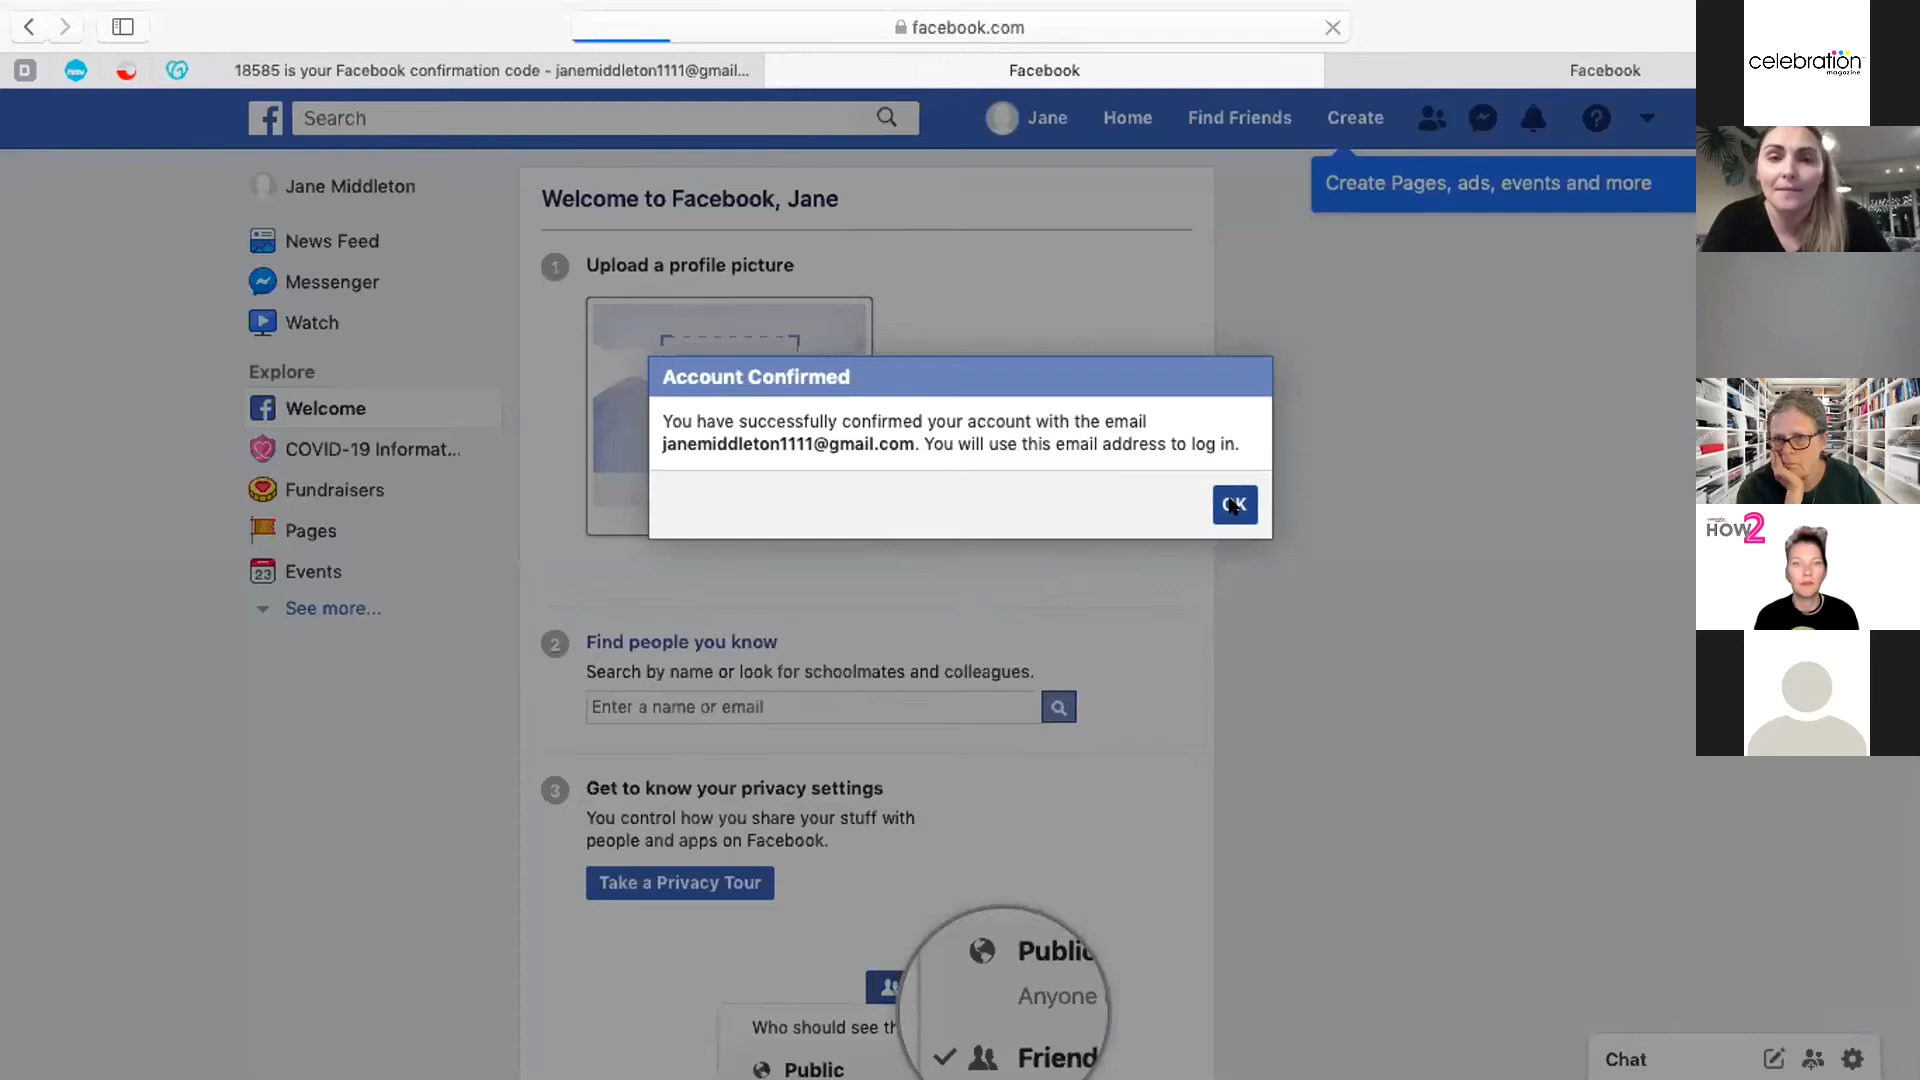 facebook.com
18585 is your Facebook confirmation code - janemiddleton1111@gmail...
Facebook
Facebook
Search
Jane
Home
Find Friends
Create
Create Pages, ads, events and more
Jane Middleton
News Feed
Messenger
Watch
Explore
Welcome
COVID-19 Informat...
Fundraisers
Pages
23
Events
See more...
Welcome to Facebook, Jane
1
Upload a profile picture
Account Confirmed
You have successfully confirmed your account with the email
janemiddleton1111@gmail.com. You will use this email address to log in.
OK
2
Find people you know
Search by name or look for schoolmates and colleagues.
Enter a name or email
3
Get to know your privacy settings
You control how you share your stuff with
people and apps on Facebook.
Take a Privacy Tour
Public
Anyone
Who should see th
Friend
Public
Chat
celebration
magazine
HOW2